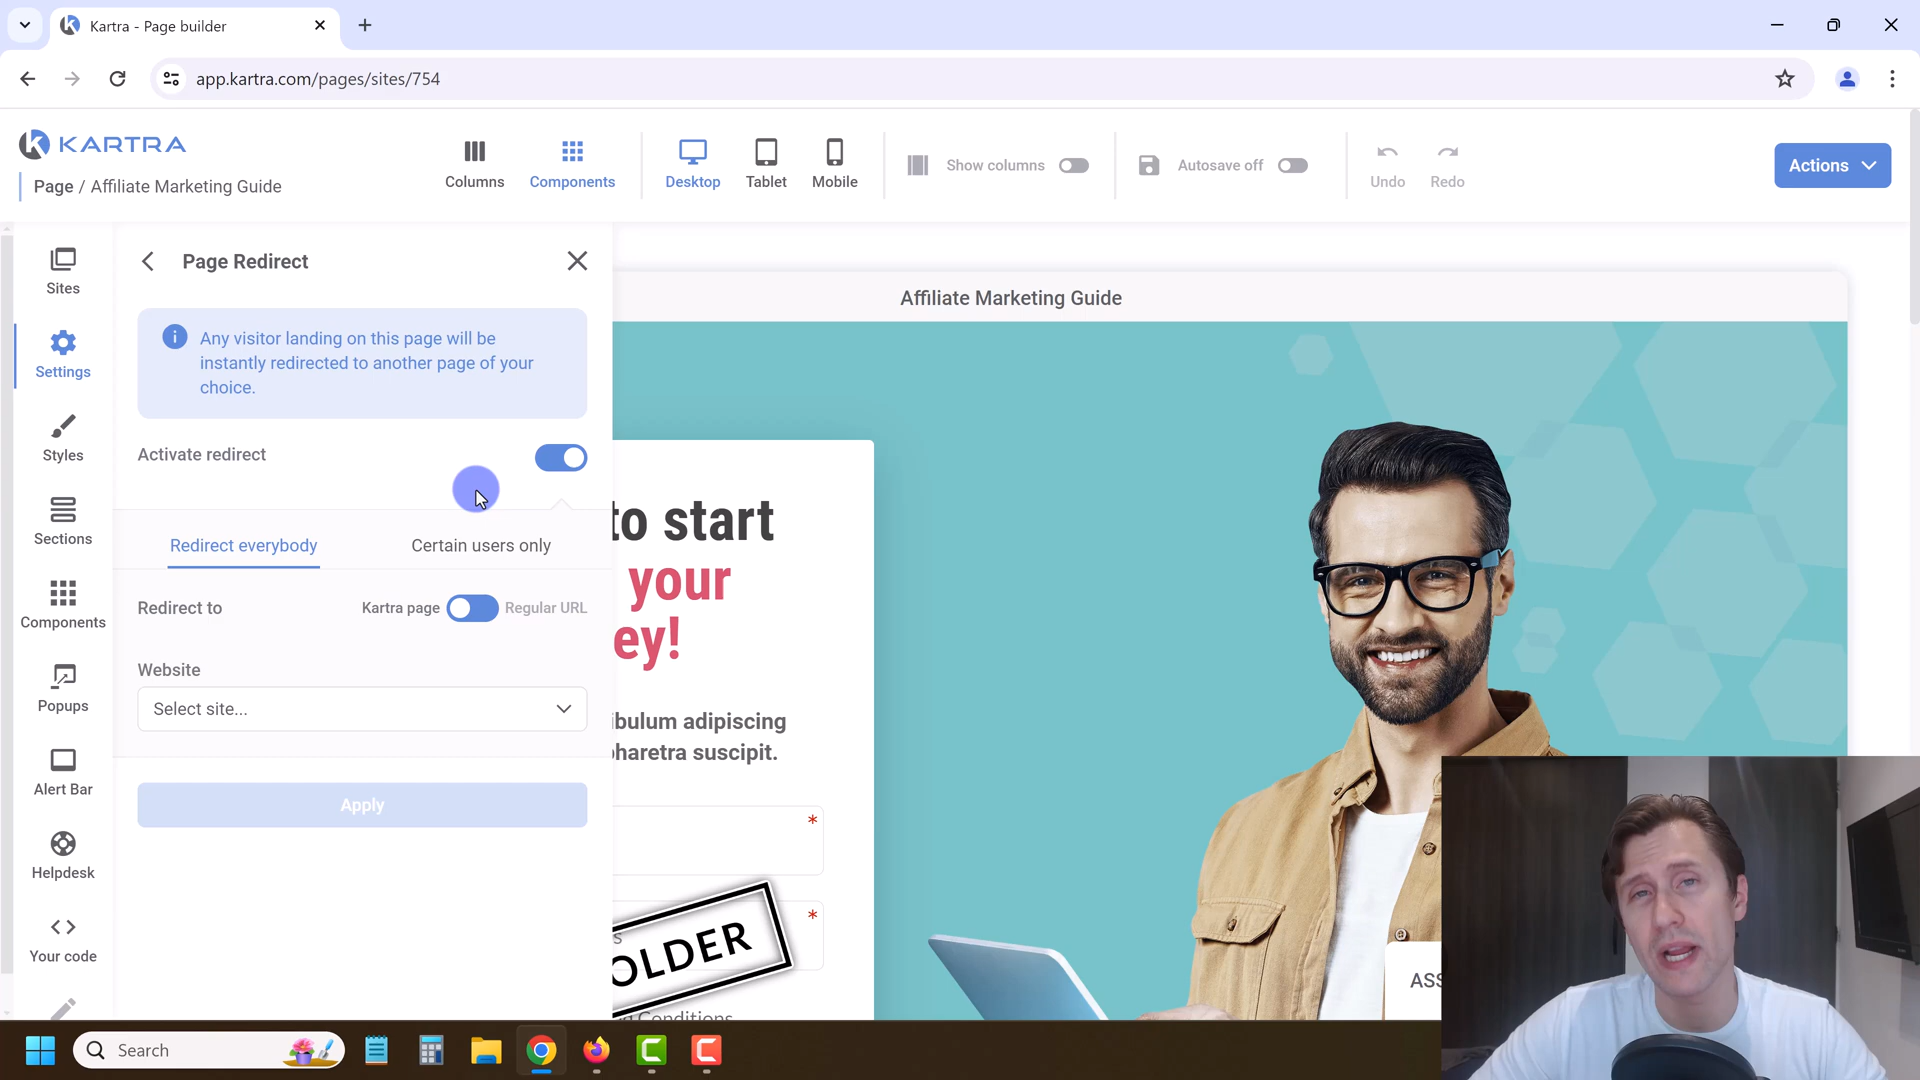 Kartra - Page builder
app.kartra.com/pages/sites/754
KARTRA
Page / Affiliate Marketing Guide
Columns
Components
Desktop
Tablet
Mobile
Show columns
Autosave off
Undo
Redo
Actions
Sites
Settings
Styles
Sections
Components
Popups
Alert Bar
Helpdesk
Your code
Page Redirect
Any visitor landing on this page will be
instantly redirected to another page of your
choice.
Activate redirect
Redirect everybody
Certain users only
Redirect to
Kartra page
Regular URL
Website
Select site...
Apply
Affiliate Marketing Guide
to start
your
ey!
ibulum adipiscing
pharetra suscipit.
*
*
s
OLDER
Conditions
ASS
Search